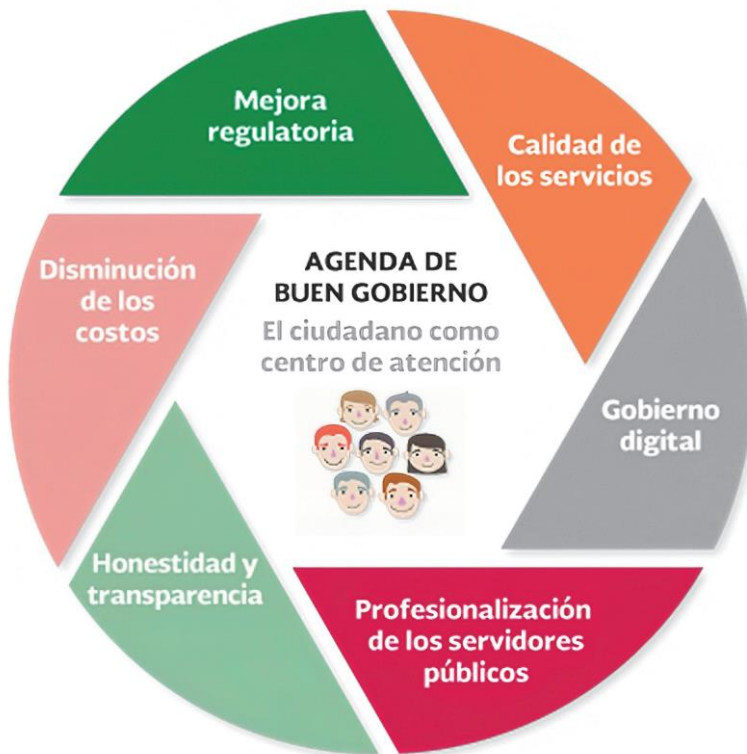 Mejora
regulatoria
Calidad de
los servicios
Disminución
de los
costos
AGENDA DE
BUEN GOBIERNO
El ciudadano como
centro de atención
Gobierno
digital
Honestidad y
transparencia
Profesionalización
de los servidores
públicos